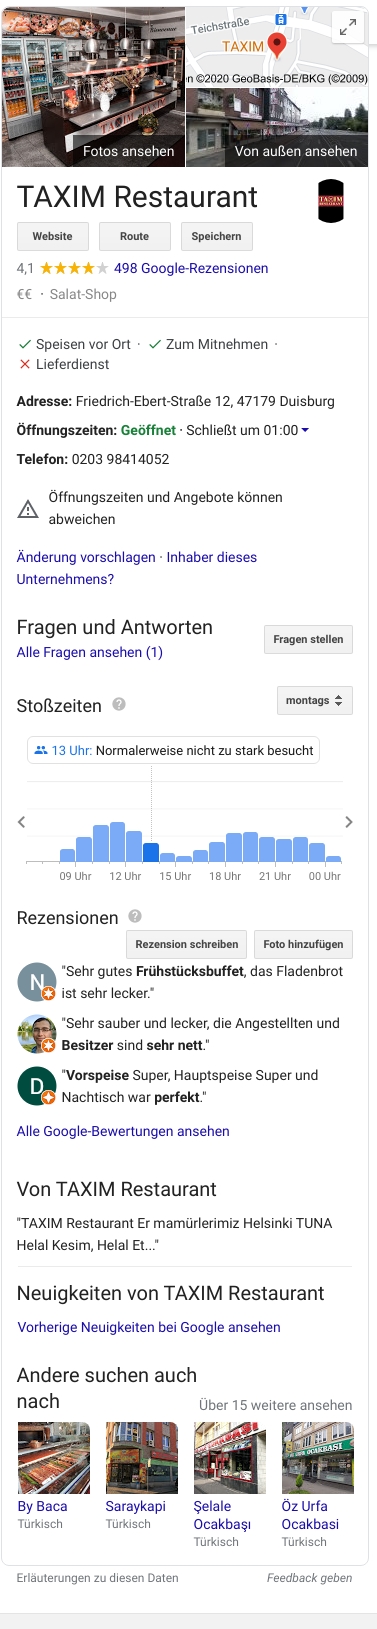 Bienvenue
TAXIM
Teichstraße
TAXIM
en ©2020 GeoBasis-DE/BKG (©2009)
Fotos ansehen
Von außen ansehen
TAXIM Restaurant
TAXIM
Website
Route
Speichern
4,1
498 Google-Rezensionen
€€ · Salat-Shop
Speisen vor Ort · Zum Mitnehmen ·
Lieferdienst
Adresse: Friedrich-Ebert-Straße 12, 47179 Duisburg
Öffnungszeiten: Geöffnet · Schließt um 01:00
Telefon: 0203 98414052
Öffnungszeiten und Angebote können
abweichen
Änderung vorschlagen · Inhaber dieses
Unternehmens?
Fragen und Antworten
Alle Fragen ansehen (1)
Fragen stellen
Stoßzeiten
?
montags
13 Uhr: Normalerweise nicht zu stark besucht
09 Uhr 12 Uhr 15 Uhr 18 Uhr 21 Uhr 00 Uhr
Rezensionen
?
Rezension schreiben
Foto hinzufügen
N
"Sehr gutes Frühstücksbuffet, das Fladenbrot
ist sehr lecker."
"Sehr sauber und lecker, die Angestellten und
Besitzer sind sehr nett."
D
"Vorspeise Super, Hauptspeise Super und
Nachtisch war perfekt."
Alle Google-Bewertungen ansehen
Von TAXIM Restaurant
"TAXIM Restaurant Er mamürlerimiz Helsinki TUNA
Helal Kesim, Helal Et..."
Neuigkeiten von TAXIM Restaurant
Vorherige Neuigkeiten bei Google ansehen
Andere suchen auch
nach
Über 15 weitere ansehen
By Baca
Türkisch
Saraykapi
Türkisch
Şelale
Ocakbaşı
Türkisch
Öz Urfa
Ocakbasi
Türkisch
Erläuterungen zu diesen Daten
Feedback geben